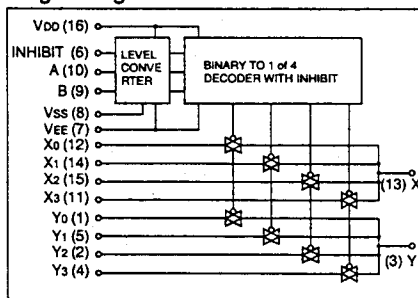 VDD (16)
INHIBIT (6)
A (10)
B (9)
VSS (8)
VEE (7)
X0 (12)
X1 (14)
X2 (15)
X3 (11)
Y0 (1)
Y1 (5)
Y2 (2)
Y3 (4)
LEVEL
CONVE
RTER
BINARY TO 1 of 4
DECODER WITH INHIBIT
(13) X
(3) Y